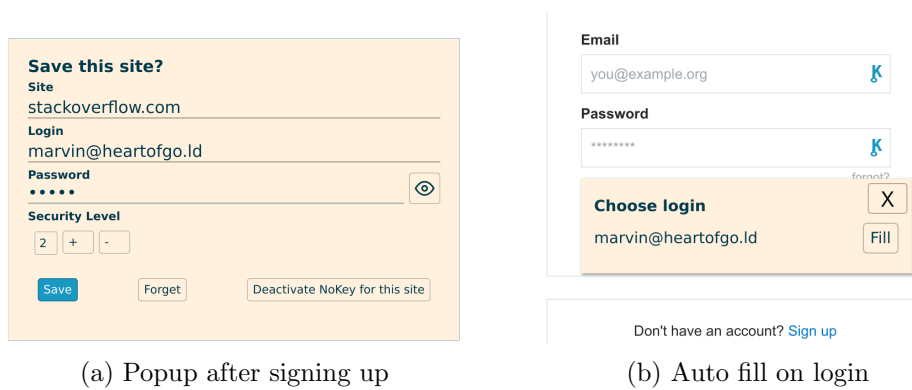 Save this site?
Site
stackoverflow.com
Login
marvin@heartofgo.ld
Password
•••••
Security Level
2 + -
Save Forget Deactivate NoKey for this site
(a) Popup after signing up
Email
you@example.org
Password
********
forgot?
X
Choose login
marvin@heartofgo.ld Fill
Don't have an account? Sign up
(b) Auto fill on login